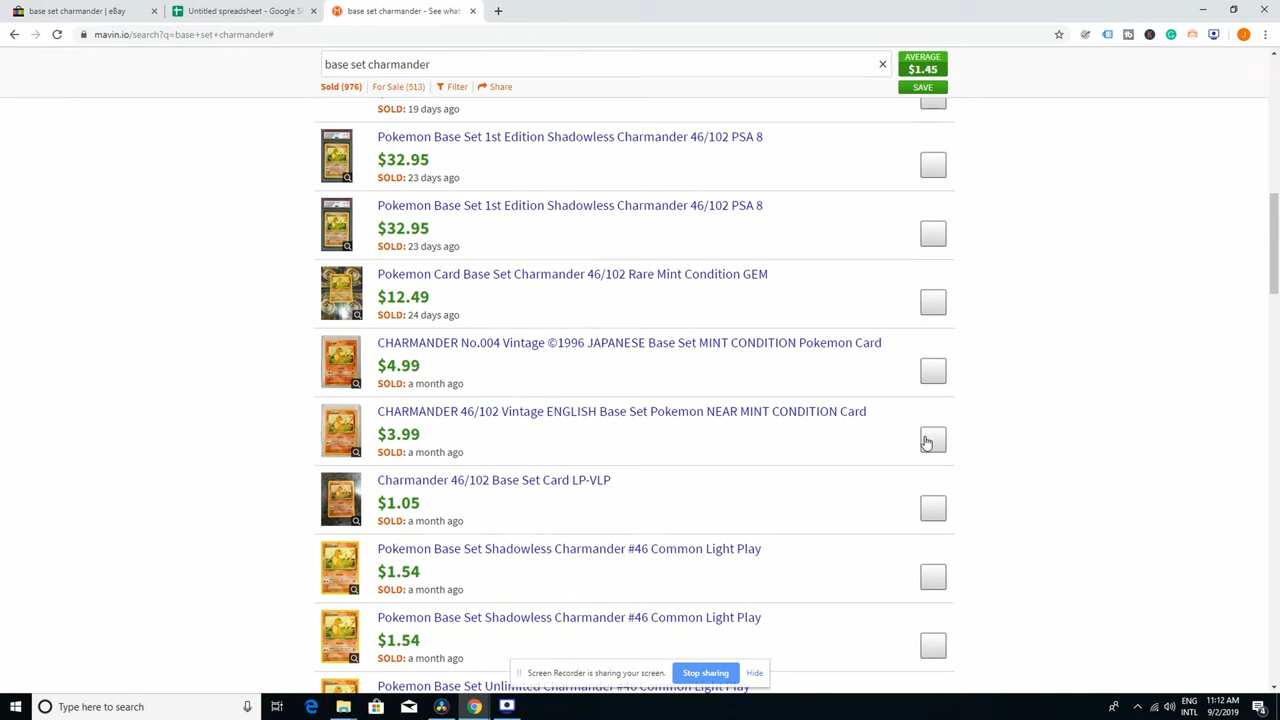 base set charmander | eBay
Untitled spreadsheet - Google S
base set charmander - See what
mavin.io/search?q=base+set+charmander#
base set charmander
AVERAGE
$1.45
Sold (976)
For Sale (513)
Filter
Share
SAVE
SOLD: 19 days ago
Pokemon Base Set 1st Edition Shadowless Charmander 46/102 PSA 8
$32.95
SOLD: 23 days ago
Pokemon Base Set 1st Edition Shadowless Charmander 46/102 PSA 8
$32.95
SOLD: 23 days ago
Pokemon Card Base Set Charmander 46/102 Rare Mint Condition GEM
$12.49
SOLD: 24 days ago
CHARMANDER No.004 Vintage ©1996 JAPANESE Base Set MINT CONDITION Pokemon Card
$4.99
SOLD: a month ago
CHARMANDER 46/102 Vintage ENGLISH Base Set Pokemon NEAR MINT CONDITION Card
$3.99
SOLD: a month ago
Charmander 46/102 Base Set Card LP-VLP
$1.05
SOLD: a month ago
Pokemon Base Set Shadowless Charmander #46 Common Light Play
$1.54
SOLD: a month ago
Pokemon Base Set Shadowless Charmander #46 Common Light Play
$1.54
SOLD: a month ago
Screen Recorder is sharing your screen.
Stop sharing
Hide
Pokemon Base Set Unlimited Charmander #46 Common Light Play
Type here to search
ENG
INTL
11:12 AM
9/2/2019